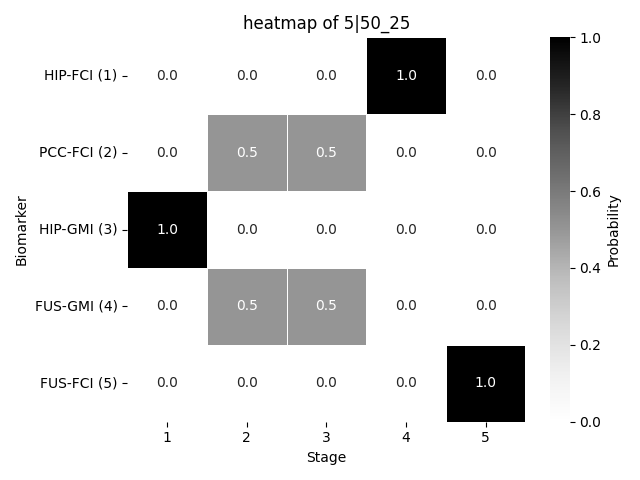 heatmap of 5|50_25
Biomarker
HIP-FCI (1) 0.0 0.0 0.0 1.0 0.0
PCC-FCI (2) 0.0 0.5 0.5 0.0 0.0
HIP-GMI (3) 1.0 0.0 0.0 0.0 0.0
FUS-GMI (4) 0.0 0.5 0.5 0.0 0.0
FUS-FCI (5) 0.0 0.0 0.0 0.0 1.0
1 2 3 4 5
Stage
1.0
0.8
0.6
0.4
0.2
0.0
Probability